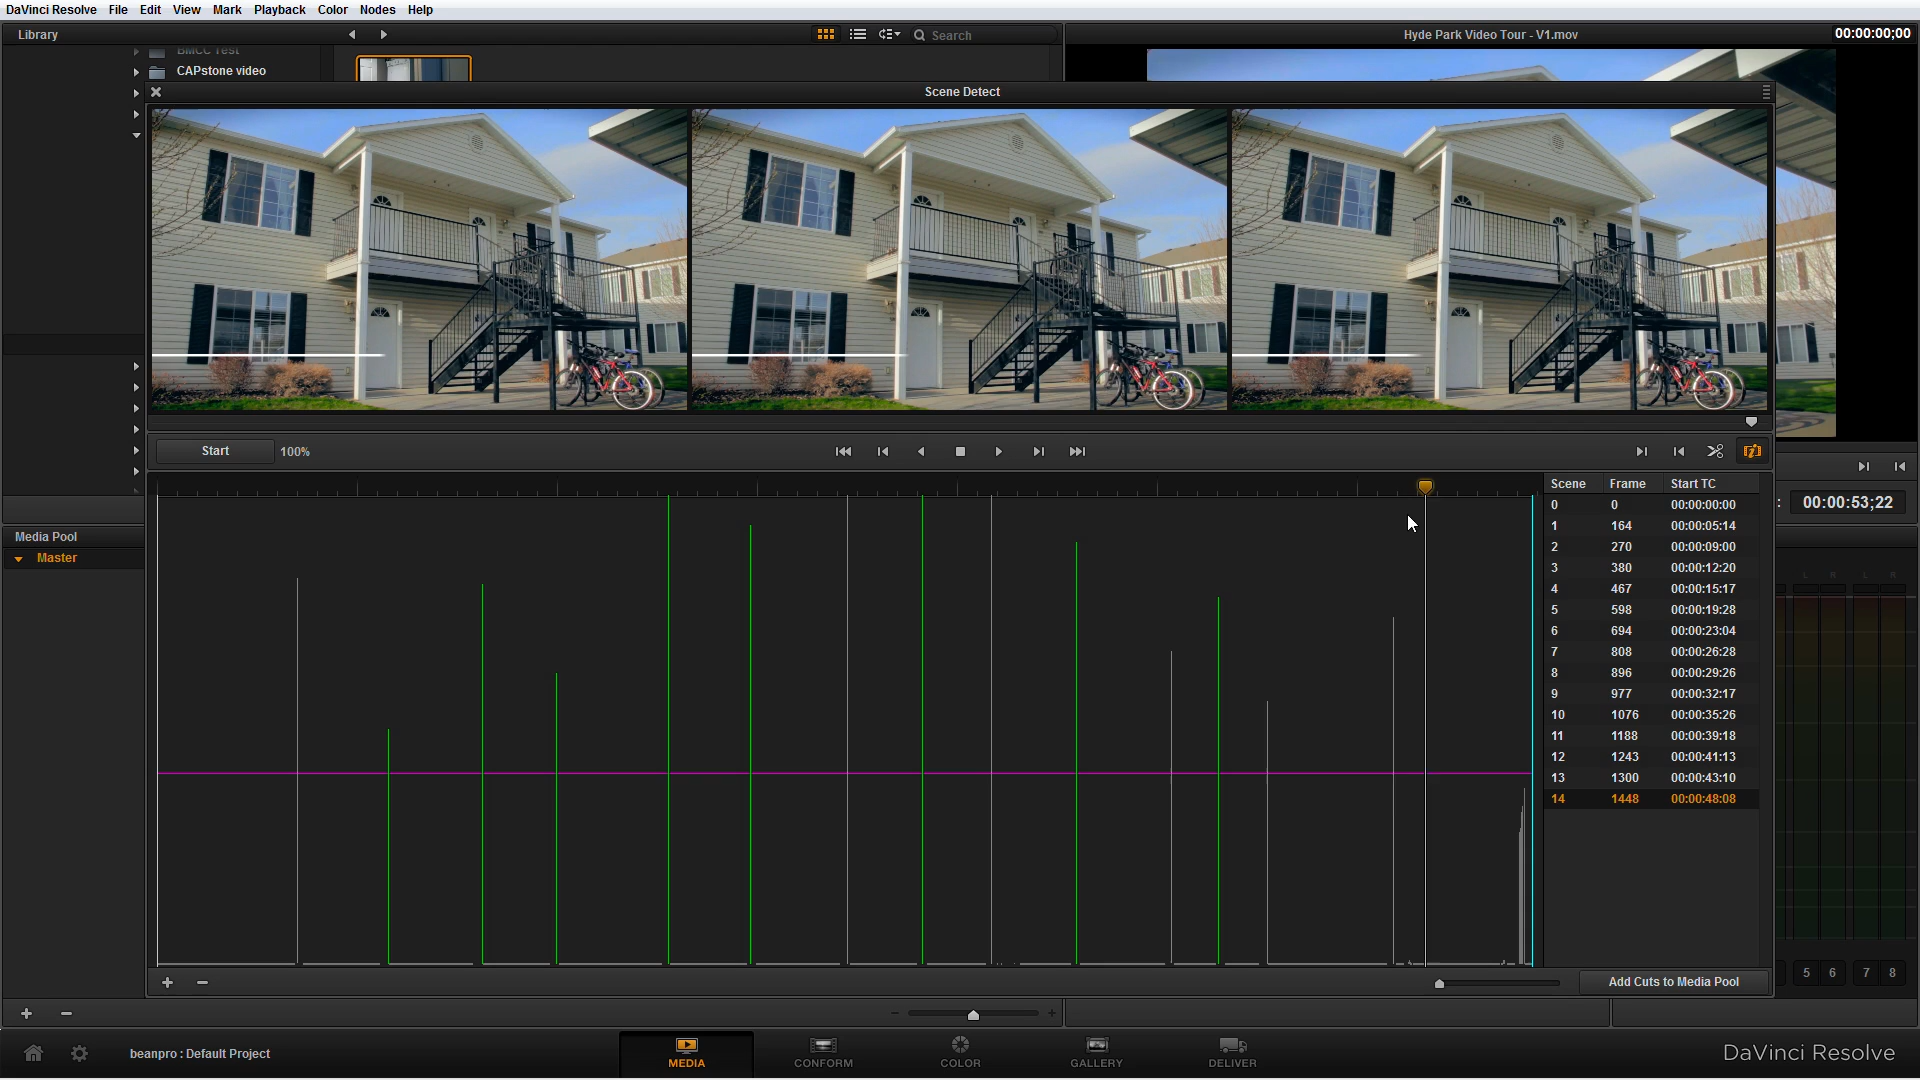 DaVinci Resolve File Edit View Mark Playback Color Nodes Help
Library
Search
Hyde Park Video Tour - V1.mov
00:00:00;00
BMCC Test
CAPstone video
Scene Detect
Start 100%
Scene Frame Start TC
0 0 00:00:00:00
1 164 00:00:05:14
2 270 00:00:09:00
3 380 00:00:12:20
4 467 00:00:15:17
5 598 00:00:19:28
6 694 00:00:23:04
7 808 00:00:26:28
8 896 00:00:29:26
9 977 00:00:32:17
10 1076 00:00:35:26
11 1188 00:00:39:18
12 1243 00:00:41:13
13 1300 00:00:43:10
14 1448 00:00:48:08
: 00:00:53;22
Media Pool
Master
L R L R
5 6 7 8
Add Cuts to Media Pool
beanpro : Default Project
MEDIA
CONFORM
COLOR
GALLERY
DELIVER
DaVinci Resolve